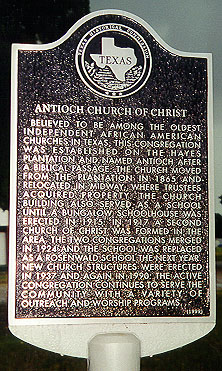 TEXAS HISTORICAL COMMISSION
TEXAS
ANTIOCH CHURCH OF CHRIST
BELIEVED TO BE AMONG THE OLDEST
INDEPENDENT AFRICAN AMERICAN
CHURCHES IN TEXAS, THIS CONGREGATION
WAS ESTABLISHED ON THE HAYES
PLANTATION AND NAMED ANTIOCH AFTER
A BIBLICAL PASSAGE. THE CHURCH MOVED
FROM THE PLANTATION IN 1865 AND
RELOCATED IN MIDWAY, WHERE TRUSTEES
ACQUIRED PROPERTY. THE CHURCH
BUILDING ALSO SERVED AS A SCHOOL
UNTIL A BUNGALOW SCHOOLHOUSE WAS
ERECTED IN 1915. IN 1917 A SECOND
CHURCH OF CHRIST WAS FORMED IN THE
AREA. THE TWO CONGREGATIONS MERGED
IN 1924 AND THE SCHOOL WAS REPLACED
AS A ROSENWALD SCHOOL THE NEXT YEAR.
NEW CHURCH STRUCTURES WERE ERECTED
IN 1937 AND AGAIN IN 1990. THE ACTIVE
CONGREGATION CONTINUES TO SERVE THE
COMMUNITY WITH A VARIETY OF
OUTREACH AND WORSHIP PROGRAMS.